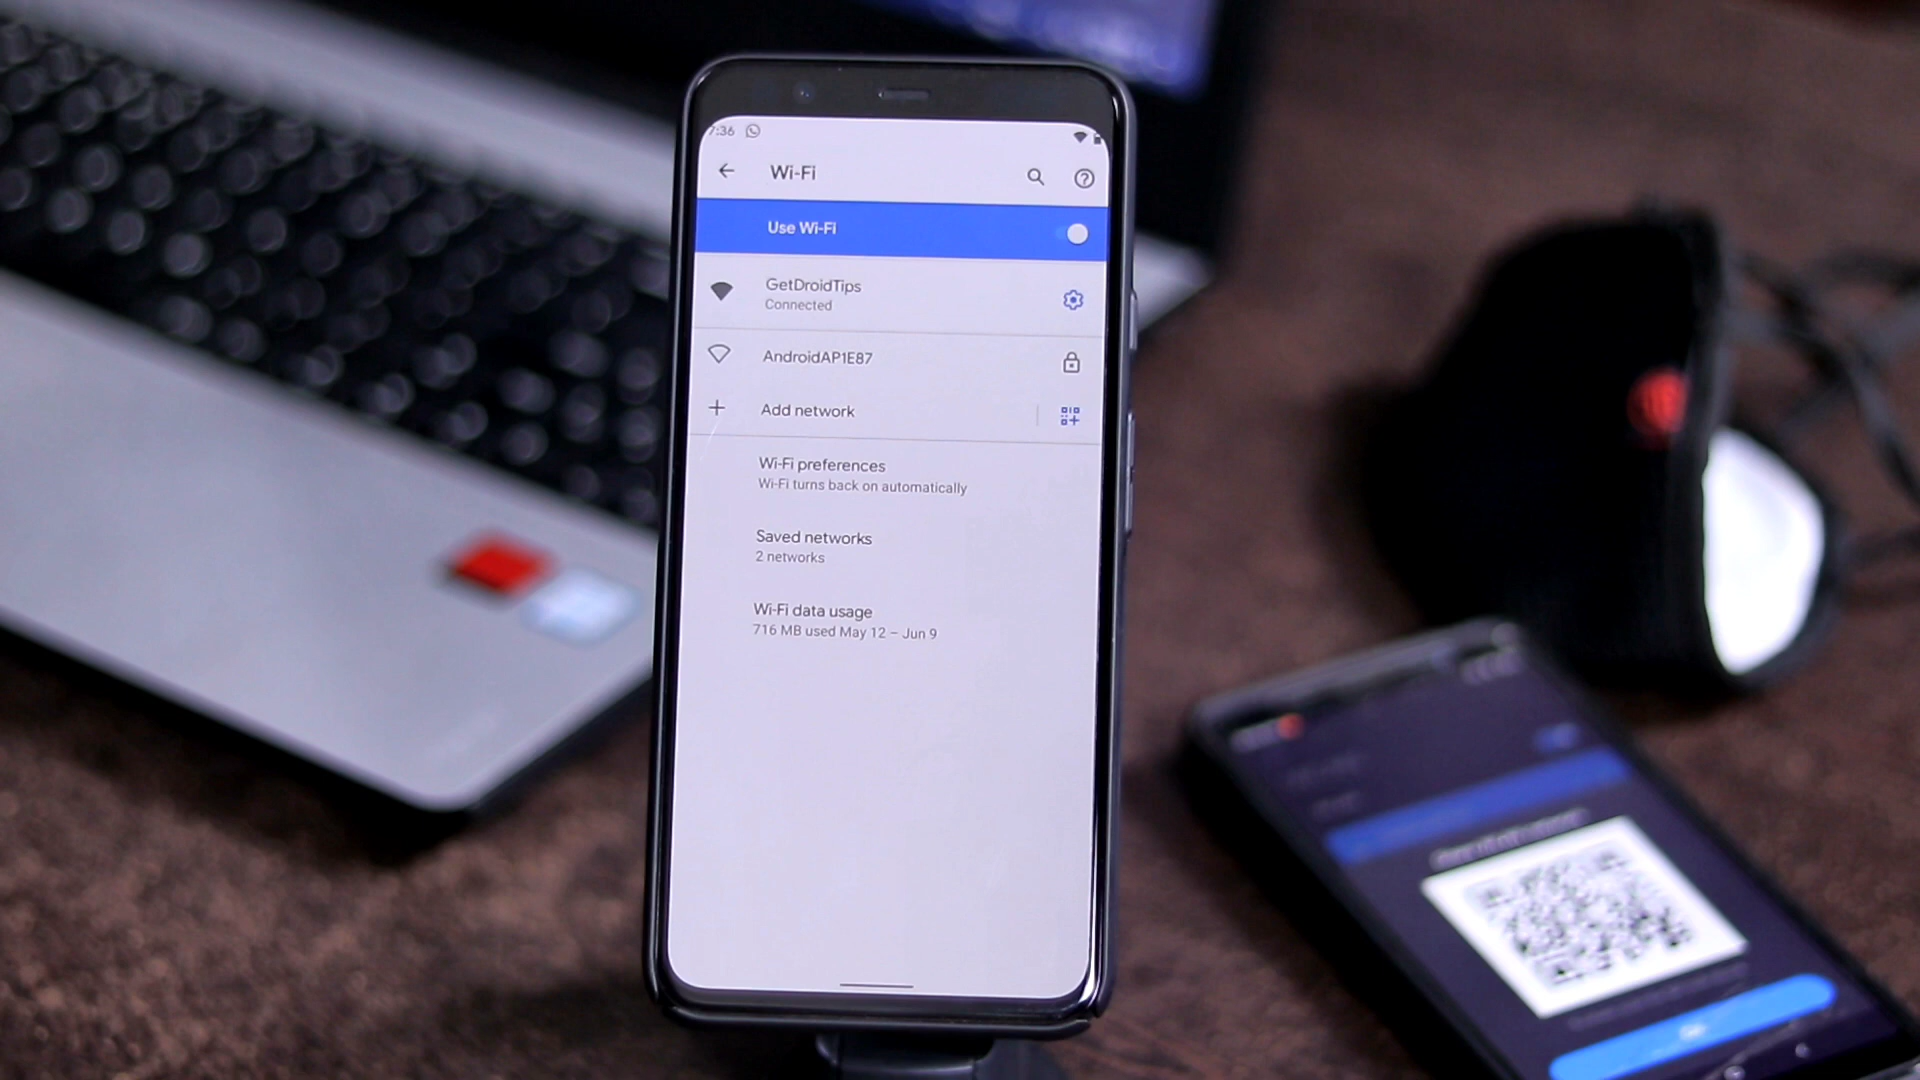 7:36
Wi-Fi
Use Wi-Fi
GetDroidTips
Connected
AndroidAP1E87
Add network
Wi-Fi preferences
Wi-Fi turns back on automatically
Saved networks
2 networks
Wi-Fi data usage
716 MB used May 12 – Jun 9